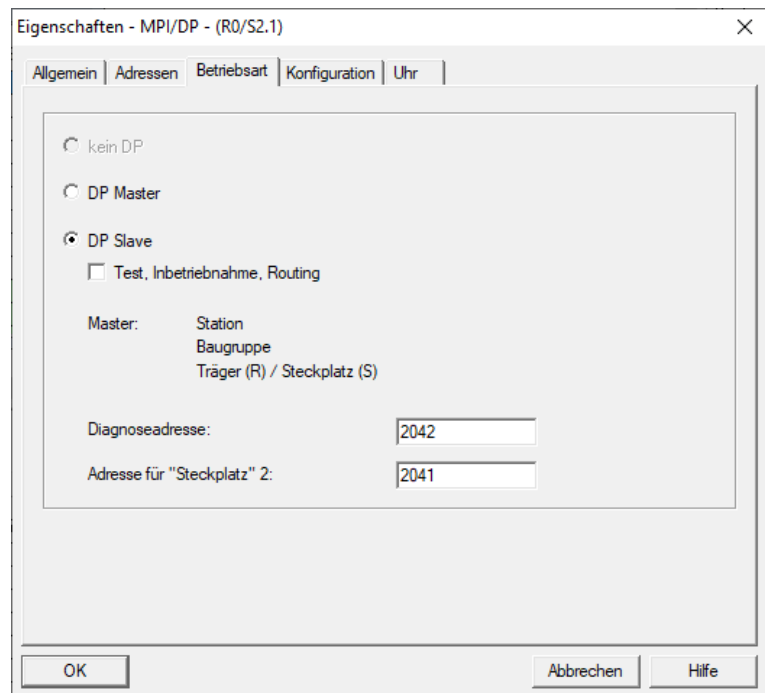 Eigenschaften - MPI/DP - (R0/S2.1)
Allgemein Adressen Betriebsart Konfiguration Uhr
kein DP
DP Master
DP Slave
Test, Inbetriebnahme, Routing
Master: Station
Baugruppe
Träger (R) / Steckplatz (S)
Diagnoseadresse: 2042
Adresse für "Steckplatz" 2: 2041
OK Abbrechen Hilfe